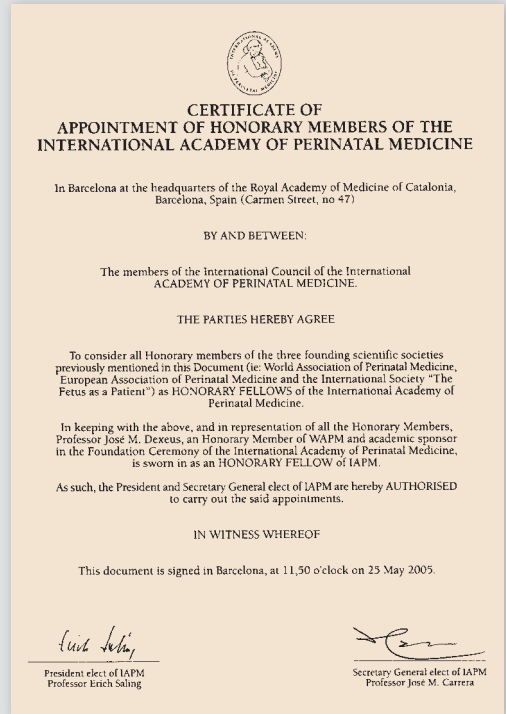 INTERNATIONAL ACADEMY
OF PERINATAL MEDICINE
CERTIFICATE OF
APPOINTMENT OF HONORARY MEMBERS OF THE
INTERNATIONAL ACADEMY OF PERINATAL MEDICINE
In Barcelona at the headquarters of the Royal Academy of Medicine of Catalonia,
Barcelona, Spain (Carmen Street, no 47)
BY AND BETWEEN:
The members of the International Council of the International
ACADEMY OF PERINATAL MEDICINE.
THE PARTIES HEREBY AGREE
To consider all Honorary members of the three founding scientific societies
previously mentioned in this Document (ie: World Association of Perinatal Medicine,
European Association of Perinatal Medicine and the International Society “The
Fetus as a Patient”) as HONORARY FELLOWS of the International Academy of
Perinatal Medicine.
In keeping with the above, and in representation of all the Honorary Members,
Professor José M. Dexeus, an Honorary Member of WAPM and academic sponsor
in the Foundation Ceremony of the International Academy of Perinatal Medicine,
is sworn in as an HONORARY FELLOW of IAPM.
As such, the President and Secretary General elect of IAPM are hereby AUTHORISED
to carry out the said appointments.
IN WITNESS WHEREOF
This document is signed in Barcelona, at 11,50 o'clock on 25 May 2005.
Erich Saling
President elect of IAPM
Professor Erich Saling
Secretary General elect of IAPM
Professor José M. Carrera